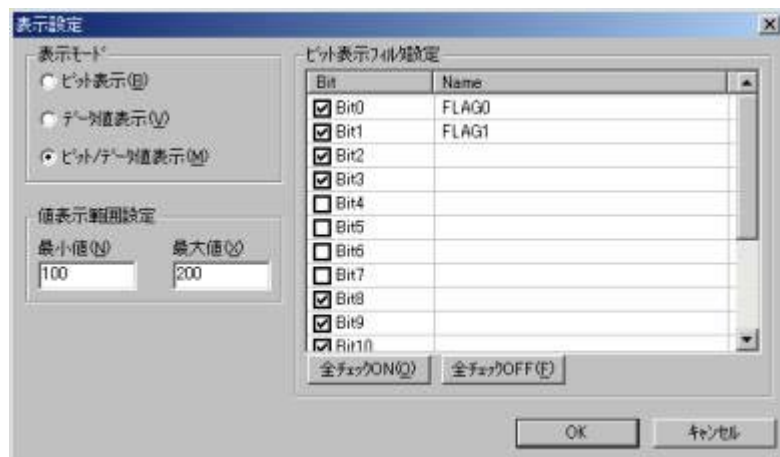 表示設定
表示ﾓｰﾄﾞ
ﾋﾞｯﾄ表示(B)
ﾃﾞｰﾀ値表示(V)
ﾋﾞｯﾄ/ﾃﾞｰﾀ値表示(M)
値表示範囲設定
最小値(N) 最大値(X)
100 200
ﾋﾞｯﾄ表示ﾌｨﾙﾀ設定
Bit Name
Bit0 FLAG0
Bit1 FLAG1
Bit2
Bit3
Bit4
Bit5
Bit6
Bit7
Bit8
Bit9
Bit10
全ﾁｪｯｸON(O) 全ﾁｪｯｸOFF(F)
OK ｷｬﾝｾﾙ